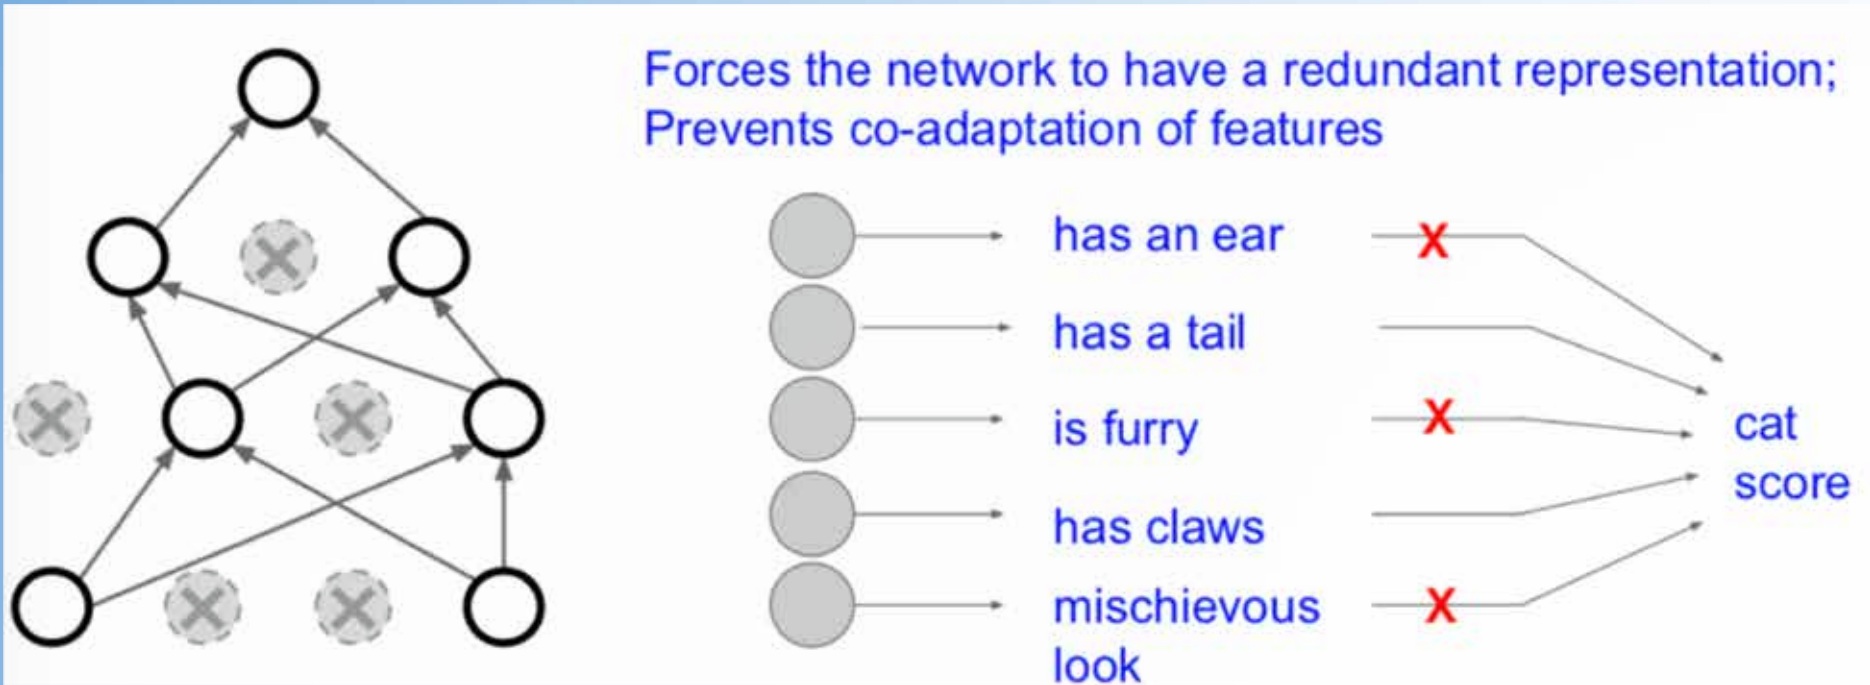 Forces the network to have a redundant representation;
Prevents co-adaptation of features
has an ear
X
has a tail
is furry
X
has claws
mischievous
look
X
cat
score